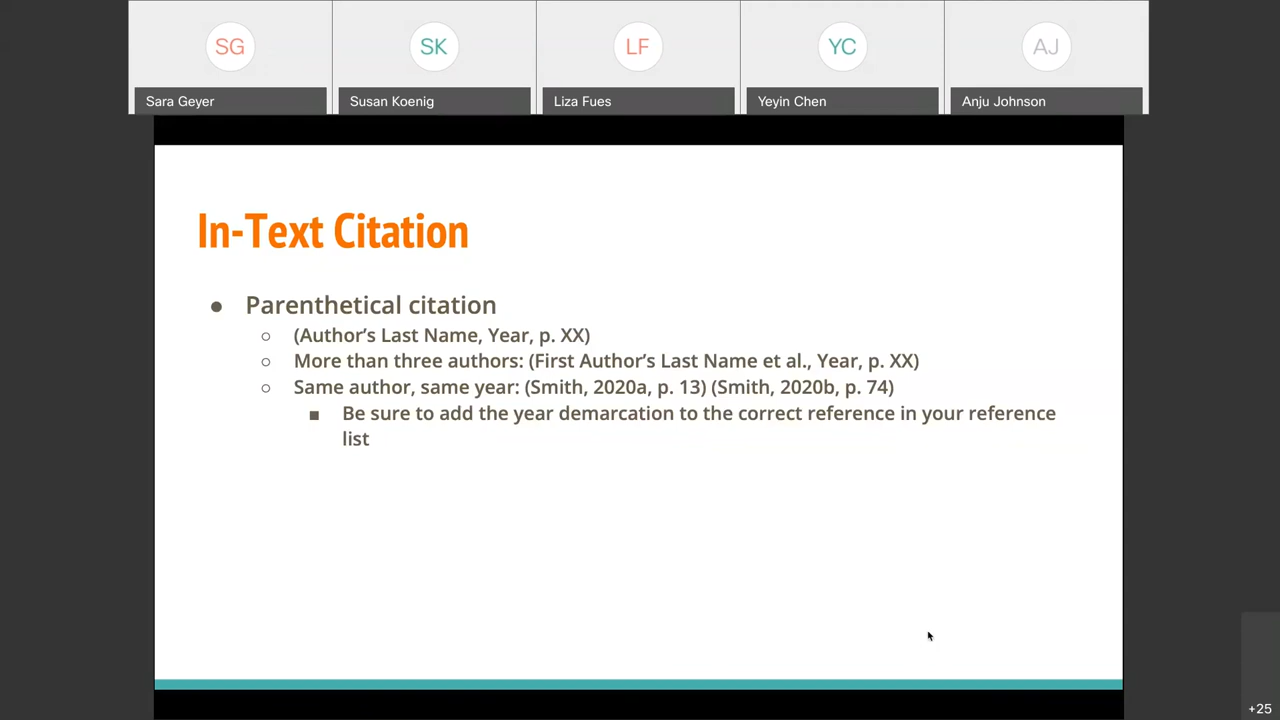 SG
SK
LF
YC
AJ
Sara Geyer
Susan Koenig
Liza Fues
Yeyin Chen
Anju Johnson
In-Text Citation
● Parenthetical citation
○ (Author’s Last Name, Year, p. XX)
○ More than three authors: (First Author’s Last Name et al., Year, p. XX)
○ Same author, same year: (Smith, 2020a, p. 13) (Smith, 2020b, p. 74)
■ Be sure to add the year demarcation to the correct reference in your reference
list
+25